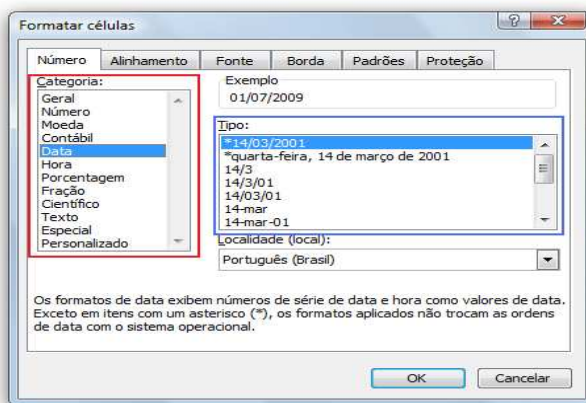 Formatar células
Número
Alinhamento
Fonte
Borda
Padrões
Proteção
Categoria:
Geral
Número
Moeda
Contábil
Data
Hora
Porcentagem
Fração
Científico
Texto
Especial
Personalizado
Exemplo
01/07/2009
Tipo:
*14/03/2001
*quarta-feira, 14 de março de 2001
14/3
14/3/01
14/03/01
14-mar
14-mar-01
Localidade (local):
Português (Brasil)
Os formatos de data exibem números de série de data e hora como valores de data.
Exceto em itens com um asterisco (*), os formatos aplicados não trocam as ordens
de data com o sistema operacional.
OK
Cancelar